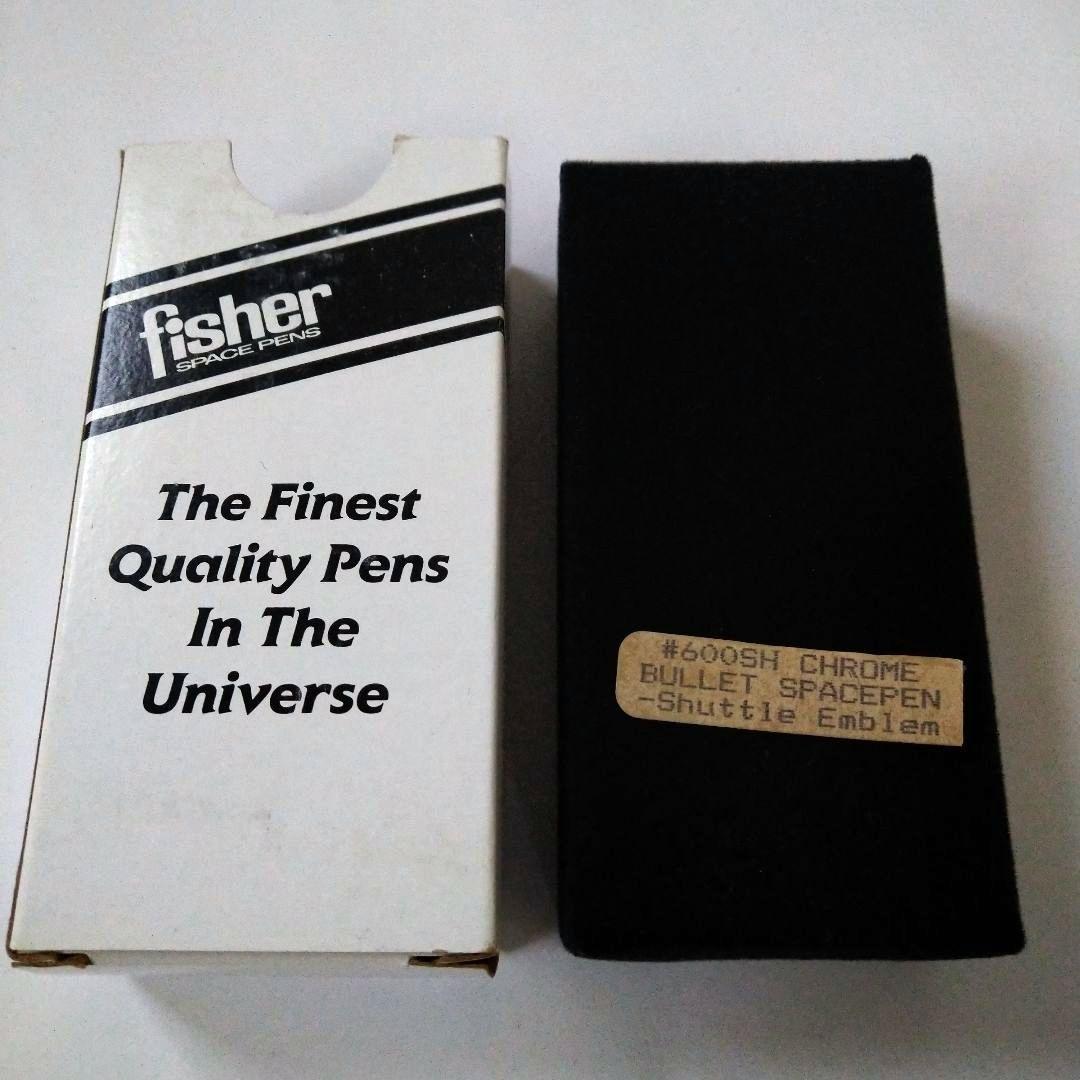 fisher
SPACE PENS
The Finest
Quality Pens
In The
Universe
#600SH CHROME
BULLET SPACEPEN
-Shuttle Emblem